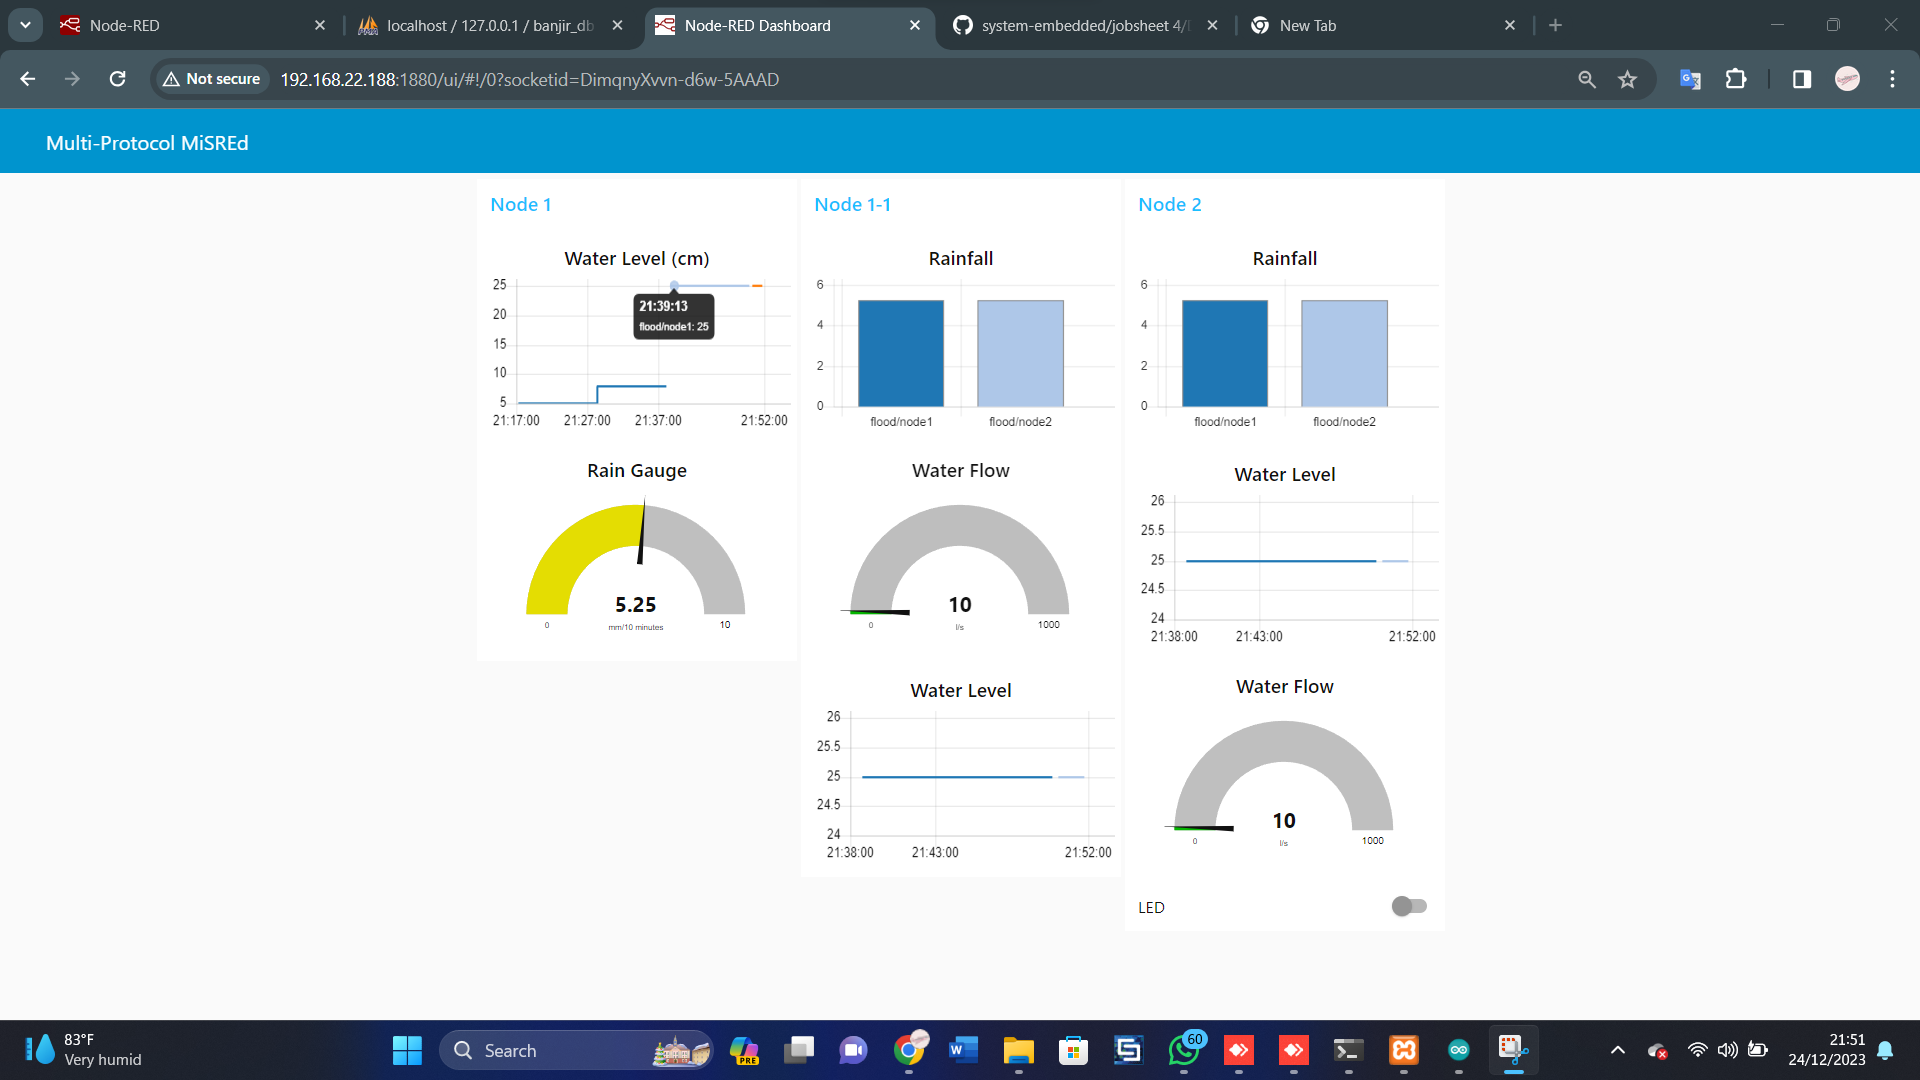 Node-RED
localhost / 127.0.0.1 / banjir_db
Node-RED Dashboard
system-embedded/jobsheet 4/
New Tab
Not secure
192.168.22.188:1880/ui/#!/0?socketid=DimqnyXvvn-d6w-5AAAD
Multi-Protocol MiSREd
Node 1
Water Level (cm)
25
20
15
10
5
21:39:13
flood/node1: 25
21:17:00 21:27:00 21:37:00 21:52:00
Rain Gauge
5.25
mm/10 minutes
0
10
Node 1-1
Rainfall
6
4
2
0
flood/node1 flood/node2
Water Flow
10
l/s
0
1000
Water Level
26
25.5
25
24.5
24
21:38:00 21:43:00 21:52:00
Node 2
Rainfall
6
4
2
0
flood/node1 flood/node2
Water Level
26
25.5
25
24.5
24
21:38:00 21:43:00 21:52:00
Water Flow
10
l/s
0
1000
LED
83°F
Very humid
Search
PRE
60
21:51
24/12/2023